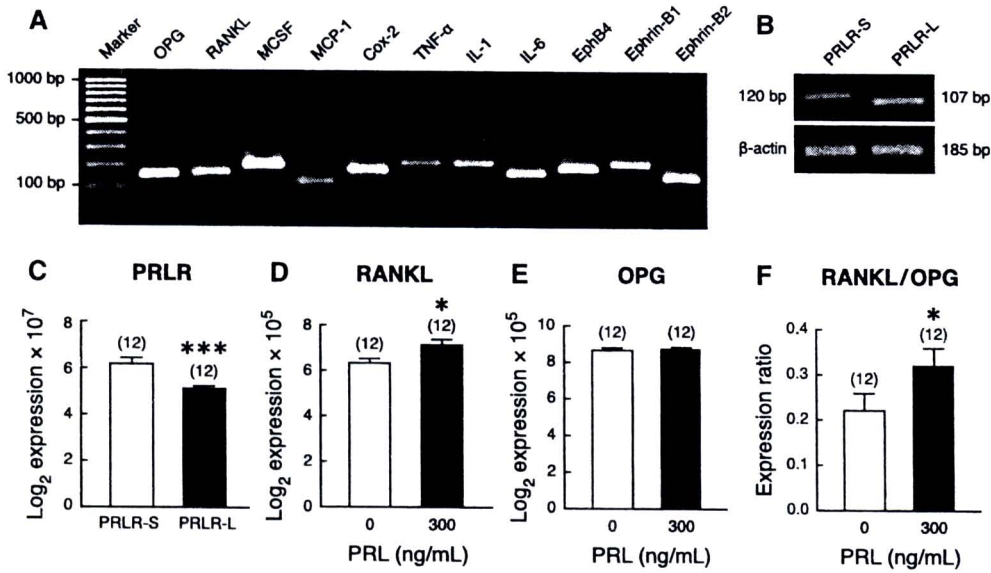 A
Marker
OPG
RANKL
MCSF
MCP-1
Cox-2
TNF-α
IL-1
IL-6
EphB4
Ephrin-B1
Ephrin-B2
1000 bp
500 bp
100 bp
B
PRLR-S
PRLR-L
120 bp
107 bp
β-actin
185 bp
C
PRLR
Log2 expression × 10^7
8
6
4
2
0
(12)
***
(12)
PRLR-S
PRLR-L
D
RANKL
Log2 expression × 10^5
8
6
4
2
0
(12)
*
(12)
0
300
PRL (ng/mL)
E
OPG
Log2 expression × 10^5
10
8
6
4
2
0
(12)
(12)
0
300
PRL (ng/mL)
F
RANKL/OPG
Expression ratio
0.4
0.3
0.2
0.1
0.0
(12)
*
(12)
0
300
PRL (ng/mL)